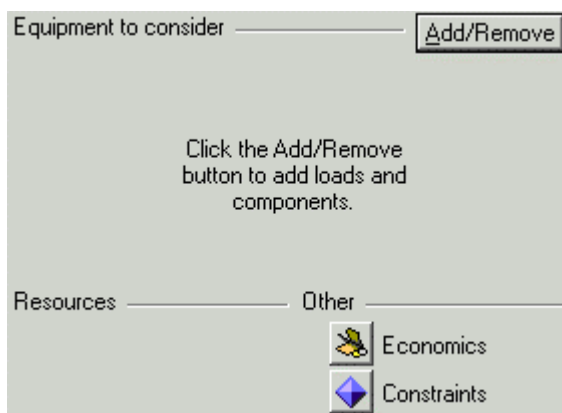 Equipment to consider
Add/Remove
Click the Add/Remove
button to add loads and
components.
Resources
Other
Economics
Constraints